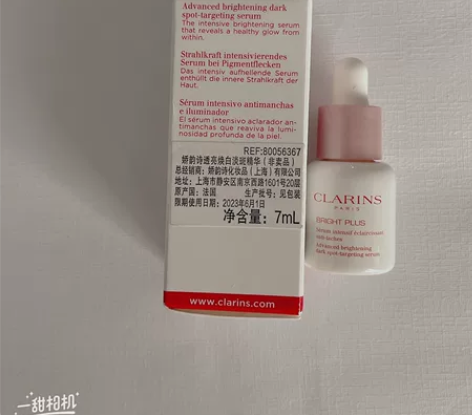 Advanced brightening dark
spot-targeting serum
The intensive brightening serum
that reveals a healthy glow from
within.
Strahlkraft intensivierendes
Serum bei Pigmentflecken
Das intensiv aufhellende Serum
enthüllt die innere Strahlkraft der
Haut.
Sérum intensivo antimanchas
e iluminador
El sérum intensivo aclarador an-
timanchas que reaviva la lumi-
nosidad profunda de la piel.
REF:80056367
娇韵诗透亮焕白淡斑精华（非卖品）
总经销商：娇韵诗化妆品（上海）有限公司
地址：上海市静安区南京西路1601号20层
原产国：法国 生产批号：见包装
限期使用日期：2023年6月1日
净含量：7mL
www.clarins.com
CLARINS
PARIS
BRIGHT PLUS
Sérum intensif éclaircissant
anti-taches
Advanced brightening
dark spot-targeting serum
一甜相机